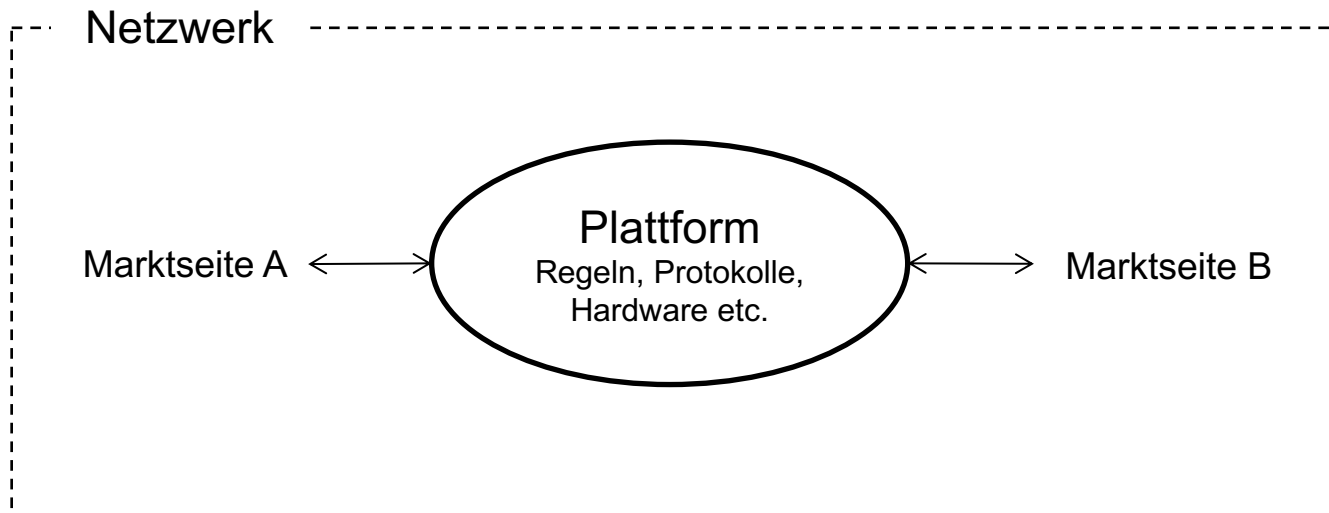 Netzwerk
Marktseite A
Plattform
Regeln, Protokolle,
Hardware etc.
Marktseite B